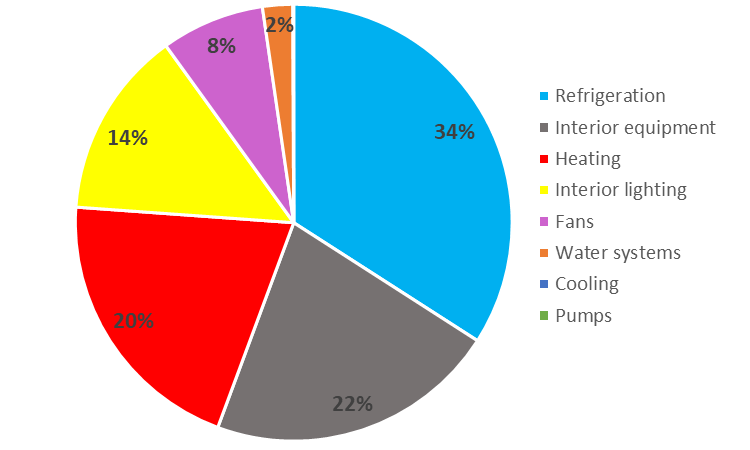 2%
8%
34%
14%
20%
22%
Refrigeration
Interior equipment
Heating
Interior lighting
Fans
Water systems
Cooling
Pumps